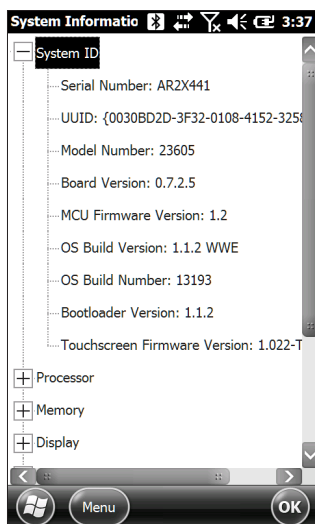 System Informatio 3:37
System ID
Serial Number: AR2X441
UUID: {0030BD2D-3F32-0108-4152-3258
Model Number: 23605
Board Version: 0.7.2.5
MCU Firmware Version: 1.2
OS Build Version: 1.1.2 WWE
OS Build Number: 13193
Bootloader Version: 1.1.2
Touchscreen Firmware Version: 1.022-T
Processor
Memory
Display
Menu OK